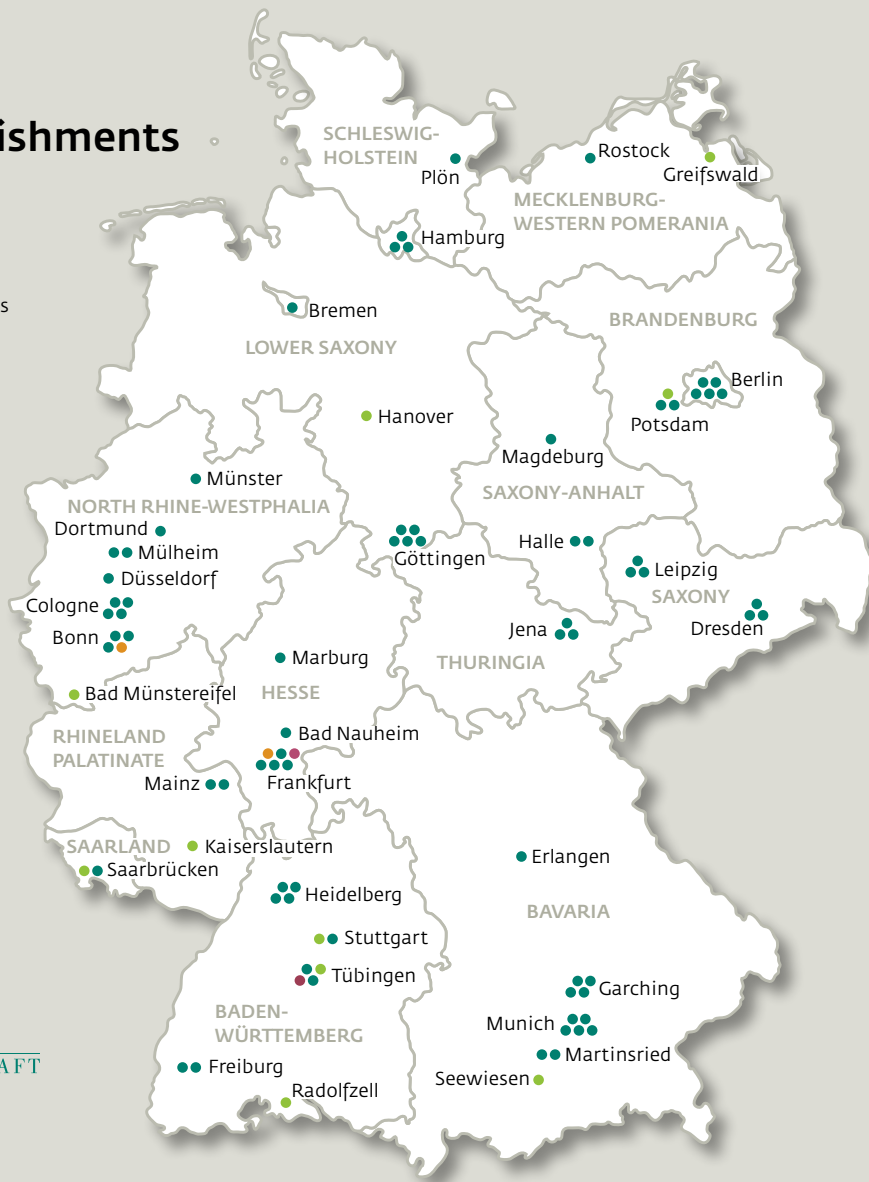 ishments
SCHLESWIG-
HOLSTEIN
Plön
Rostock
Greifswald
MECKLENBURG-
WESTERN POMERANIA
Hamburg
s
Bremen
LOWER SAXONY
BRANDENBURG
Berlin
Potsdam
Hanover
Magdeburg
SAXONY-ANHALT
Münster
NORTH RHINE-WESTPHALIA
Dortmund
Mülheim
Düsseldorf
Cologne
Bonn
Göttingen
Halle
Leipzig
SAXONY
Dresden
Jena
THURINGIA
Marburg
HESSE
Bad Münstereifel
RHINELAND
PALATINATE
Bad Nauheim
Frankfurt
Mainz
SAARLAND
Kaiserslautern
Saarbrücken
Erlangen
BAVARIA
Heidelberg
Stuttgart
Tübingen
BADEN-
WÜRTTEMBERG
Garching
Munich
Martinsried
Seewiesen
AFT
Freiburg
Radolfzell